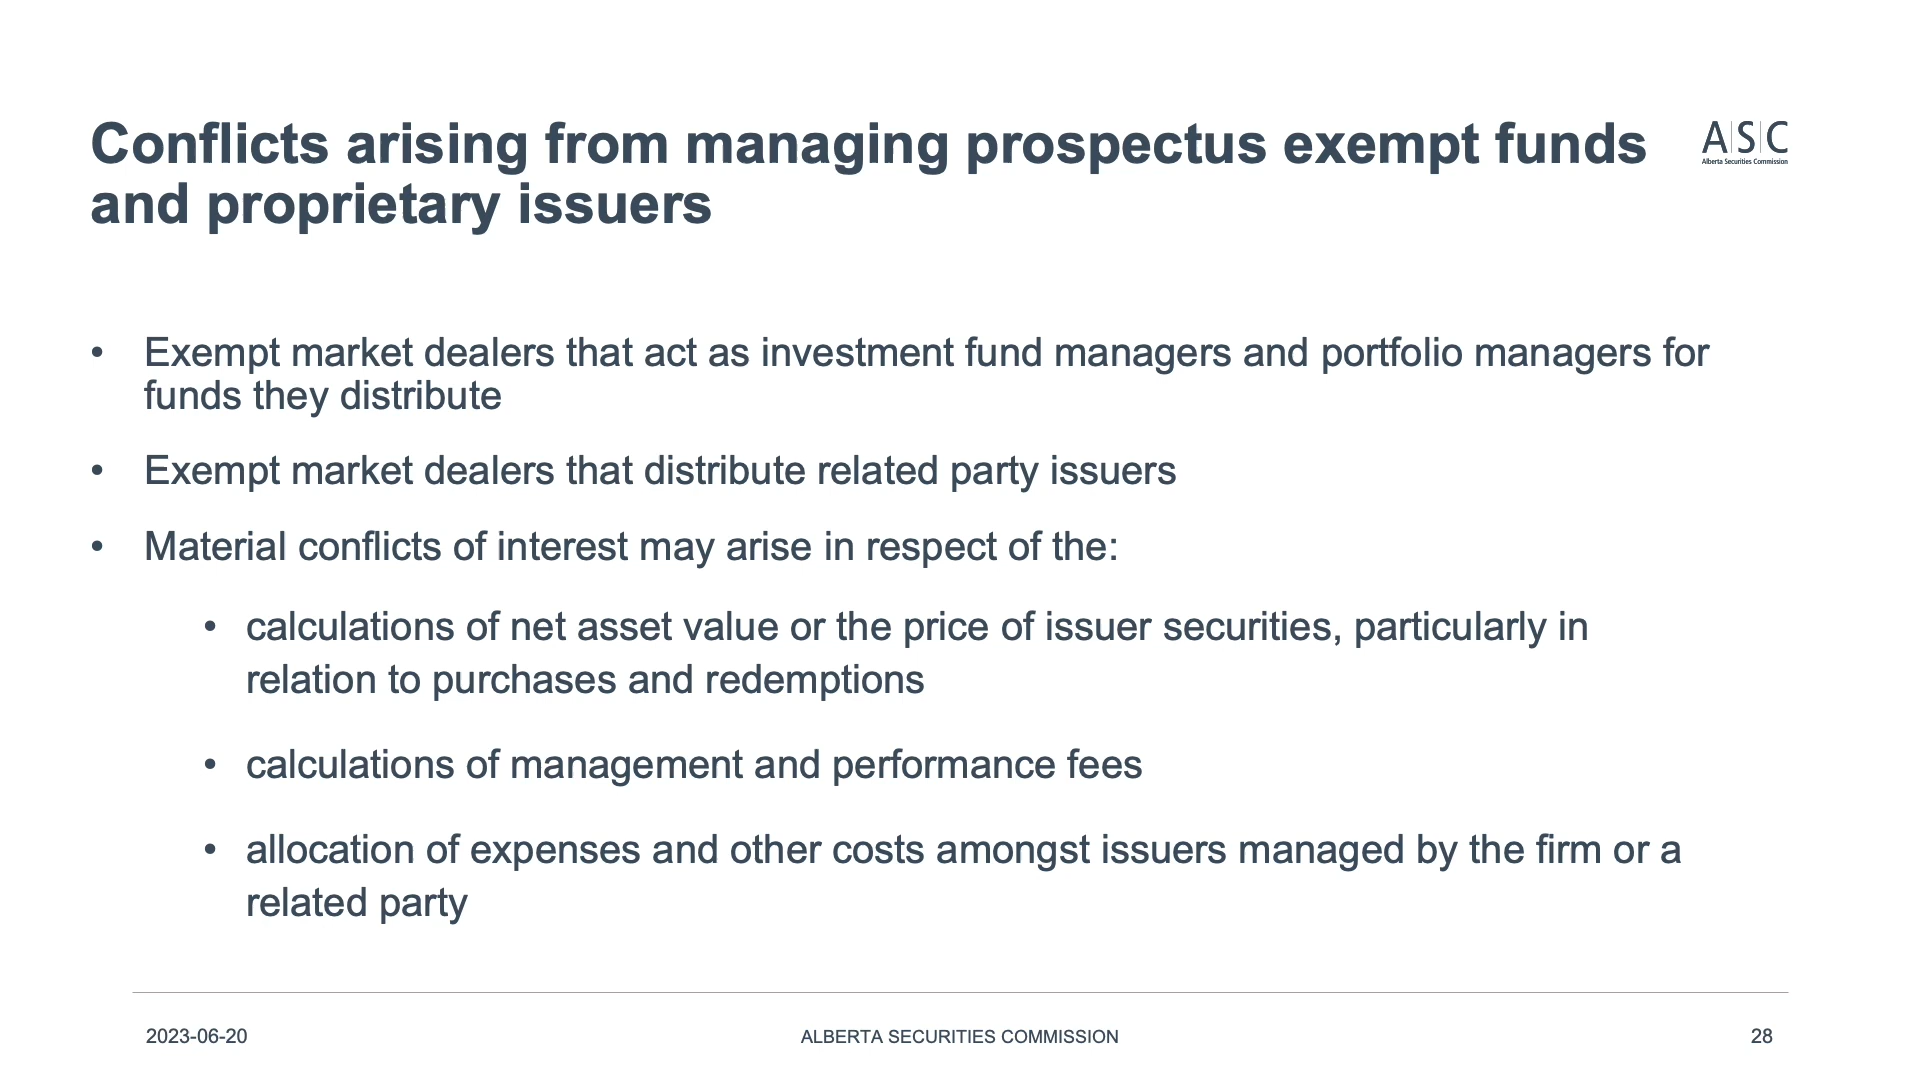 Conflicts arising from managing prospectus exempt funds
and proprietary issuers
A|S|C
Alberta Securities Commission
• Exempt market dealers that act as investment fund managers and portfolio managers for
funds they distribute
• Exempt market dealers that distribute related party issuers
• Material conflicts of interest may arise in respect of the:
• calculations of net asset value or the price of issuer securities, particularly in
relation to purchases and redemptions
• calculations of management and performance fees
• allocation of expenses and other costs amongst issuers managed by the firm or a
related party
2023-06-20
ALBERTA SECURITIES COMMISSION
28